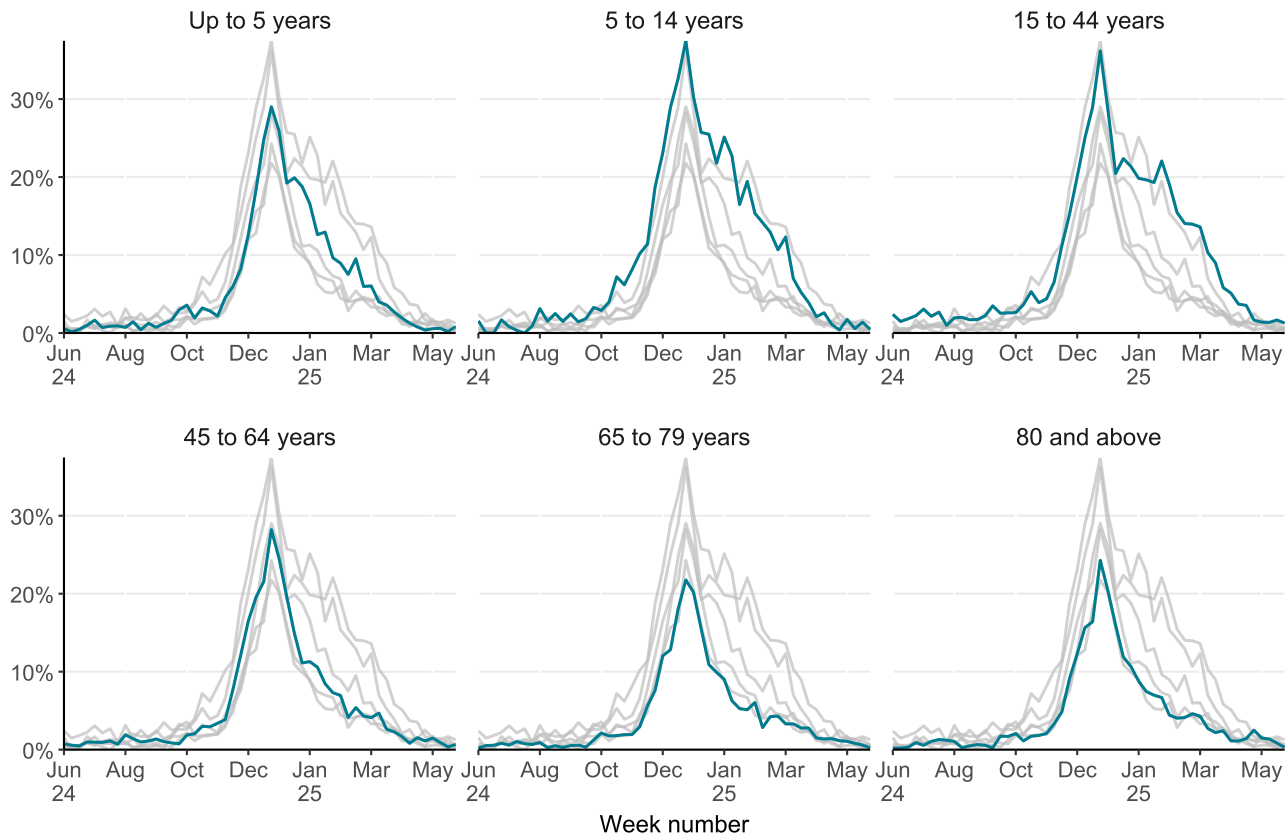 Up to 5 years
5 to 14 years
15 to 44 years
30%
20%
10%
0%
Jun 24 Aug Oct Dec Jan 25 Mar May
Jun 24 Aug Oct Dec Jan 25 Mar May
Jun 24 Aug Oct Dec Jan 25 Mar May
45 to 64 years
65 to 79 years
80 and above
30%
20%
10%
0%
Jun 24 Aug Oct Dec Jan 25 Mar May
Jun 24 Aug Oct Dec Jan 25 Mar May
Jun 24 Aug Oct Dec Jan 25 Mar May
Week number